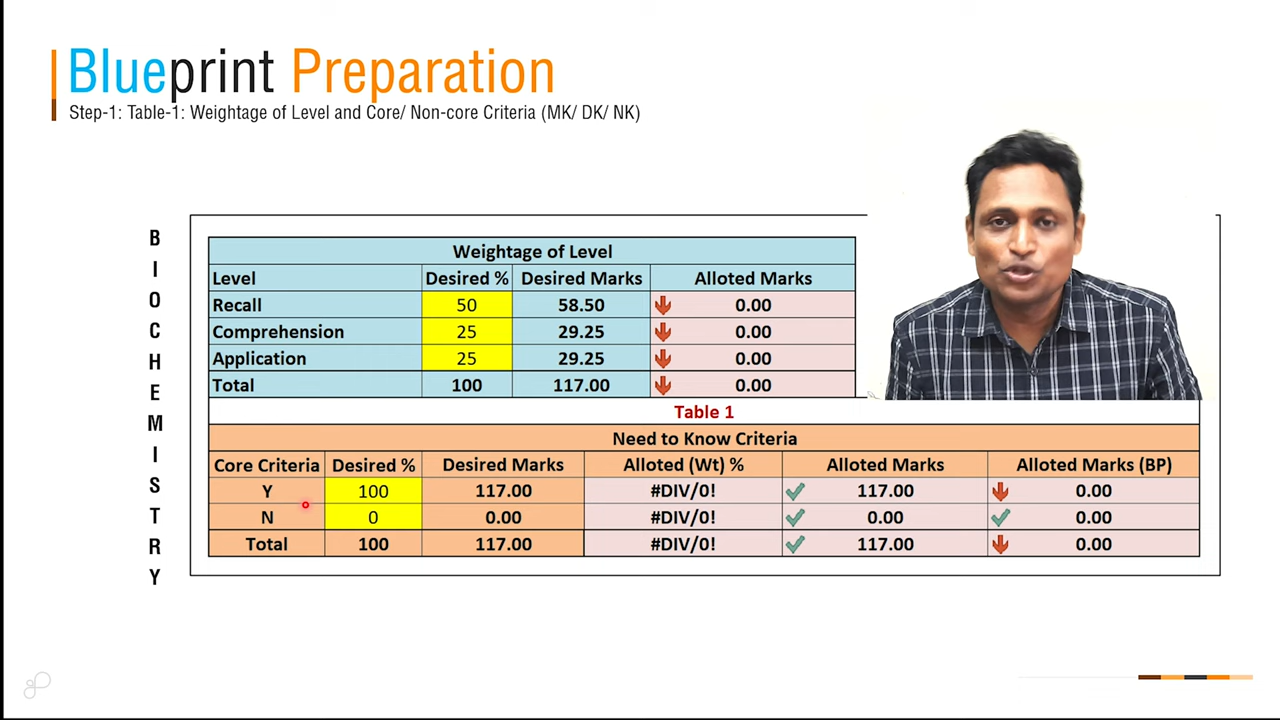 Blueprint Preparation
Step-1: Table-1: Weightage of Level and Core/ Non-core Criteria (MK/ DK/ NK)
BIOCHEMISTRY
Weightage of Level
Level Desired % Desired Marks Alloted Marks
Recall 50 58.50 0.00
Comprehension 25 29.25 0.00
Application 25 29.25 0.00
Total 100 117.00 0.00
Table 1
Need to Know Criteria
Core Criteria Desired % Desired Marks Alloted (Wt) % Alloted Marks Alloted Marks (BP)
Y 100 117.00 #DIV/0! 117.00 0.00
N 0 0.00 #DIV/0! 0.00 0.00
Total 100 117.00 #DIV/0! 117.00 0.00